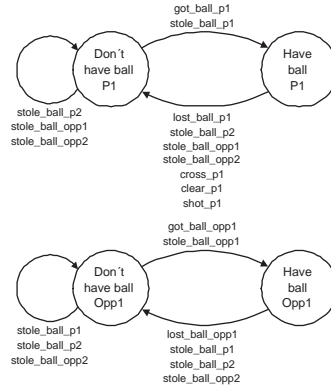 got_ball_p1
stole_ball_p1
Don´t
have ball
P1
Have
ball
P1
stole_ball_p2
stole_ball_opp1
stole_ball_opp2
lost_ball_p1
stole_ball_p2
stole_ball_opp1
stole_ball_opp2
cross_p1
clear_p1
shot_p1
got_ball_opp1
stole_ball_opp1
Don´t
have ball
Opp1
Have
ball
Opp1
stole_ball_p1
stole_ball_p2
stole_ball_opp2
lost_ball_opp1
stole_ball_p1
stole_ball_p2
stole_ball_opp2